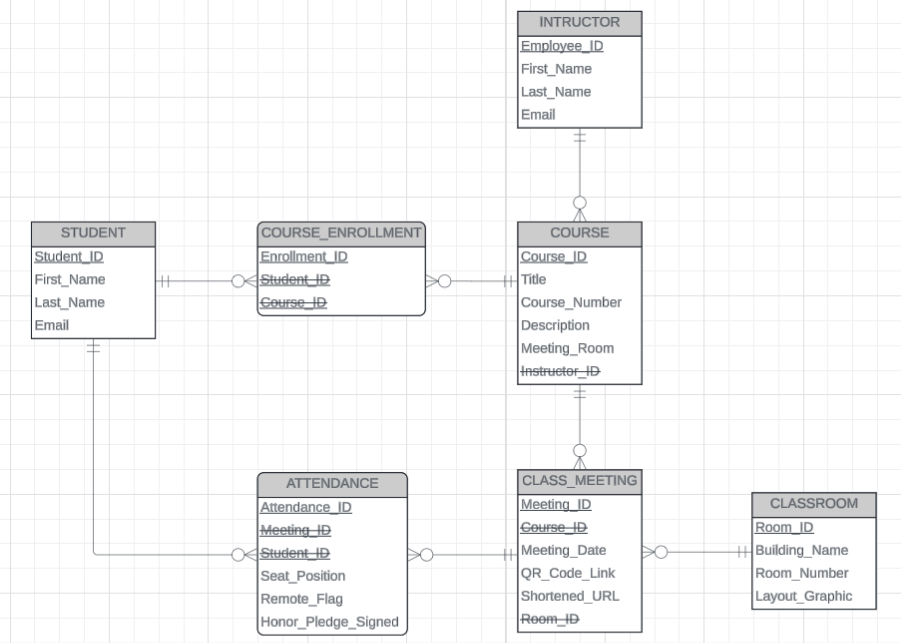 INTRUCTOR
Employee_ID
First_Name
Last_Name
Email
STUDENT
Student_ID
First_Name
Last_Name
Email
COURSE_ENROLLMENT
Enrollment_ID
Student_ID
Course_ID
COURSE
Course_ID
Title
Course_Number
Description
Meeting_Room
Instructor_ID
ATTENDANCE
Attendance_ID
Meeting_ID
Student_ID
Seat_Position
Remote_Flag
Honor_Pledge_Signed
CLASS_MEETING
Meeting_ID
Course_ID
Meeting_Date
QR_Code_Link
Shortened_URL
Room_ID
CLASSROOM
Room_ID
Building_Name
Room_Number
Layout_Graphic